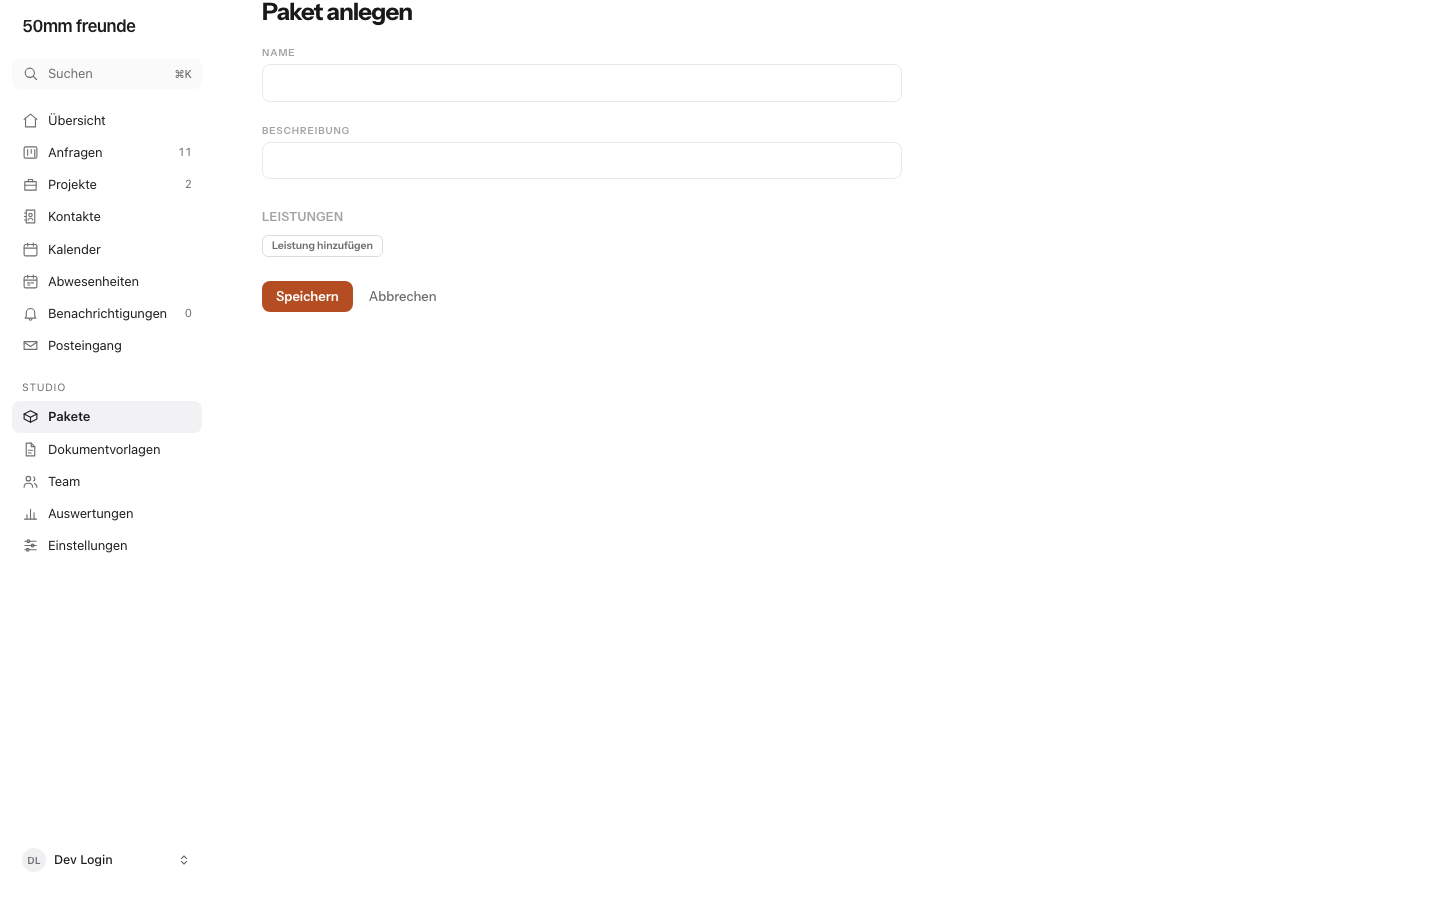 50mm freunde
Suchen ⌘K
Übersicht
Anfragen 11
Projekte 2
Kontakte
Kalender
Abwesenheiten
Benachrichtigungen 0
Posteingang
STUDIO
Pakete
Dokumentvorlagen
Team
Auswertungen
Einstellungen
DL Dev Login
Paket anlegen
NAME
BESCHREIBUNG
LEISTUNGEN
Leistung hinzufügen
Speichern Abbrechen